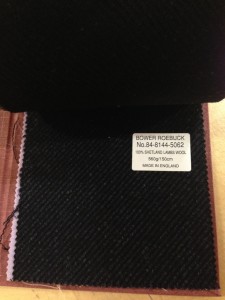 BOWER ROEBUCK
No.84-8144-5062
100% SHETLAND LAMBS WOOL
560g/150cm
MADE IN ENGLAND